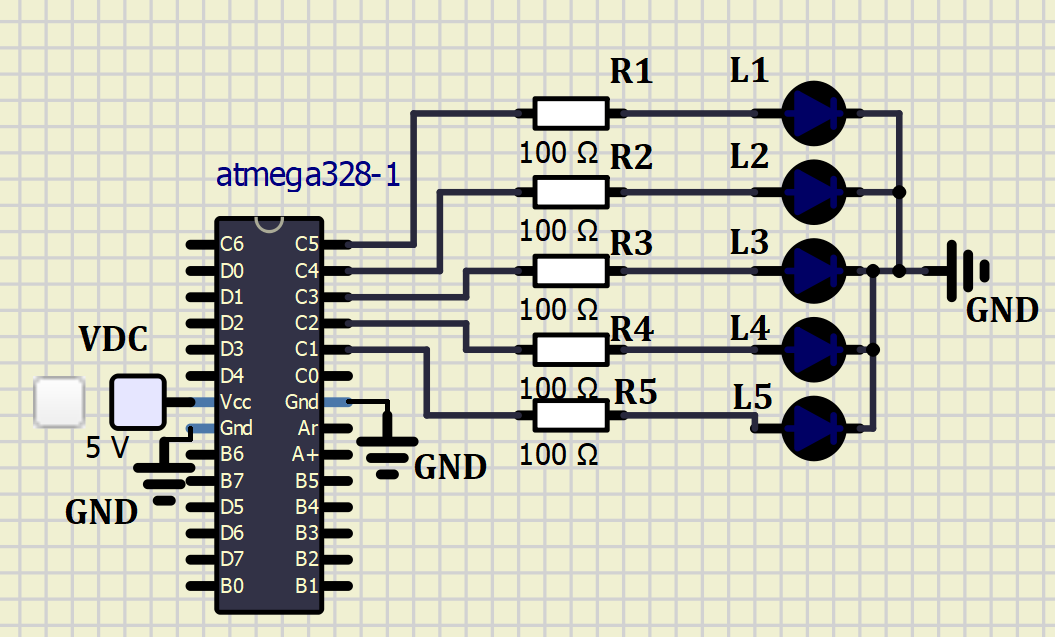 R1
L1
100 Ω
R2
L2
atmega328-1
100 Ω
R3
L3
C6 C5
D0 C4
D1 C3
D2 C2
D3 C1
D4 C0
Vcc Gnd
Gnd Ar
B6 A+
B7 B5
D5 B4
D6 B3
D7 B2
B0 B1
100 Ω
GND
R4
L4
VDC
100 Ω
R5
L5
5 V
100 Ω
GND
GND